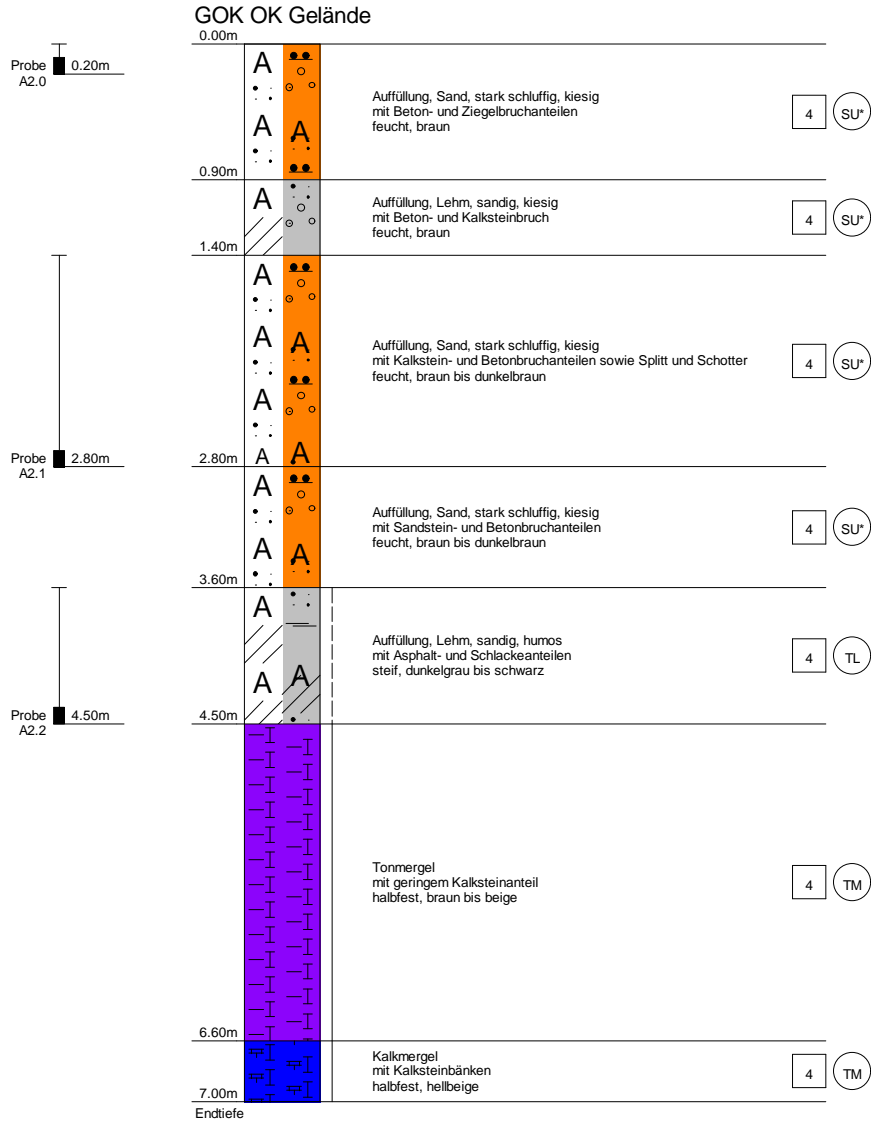 GOK OK Gelände
0.00m
Probe
A2.0
0.20m
A
A
A
Auffüllung, Sand, stark schluffig, kiesig
mit Beton- und Ziegelbruchanteilen
feucht, braun
4 SU*
0.90m
A
Auffüllung, Lehm, sandig, kiesig
mit Beton- und Kalksteinbruch
feucht, braun
4 SU*
1.40m
A
A
A
A
A
A
Auffüllung, Sand, stark schluffig, kiesig
mit Kalkstein- und Betonbruchanteilen sowie Splitt und Schotter
feucht, braun bis dunkelbraun
4 SU*
Probe
A2.1
2.80m
2.80m
A
A
A
Auffüllung, Sand, stark schluffig, kiesig
mit Sandstein- und Betonbruchanteilen
feucht, braun bis dunkelbraun
4 SU*
3.60m
A
A
A
Auffüllung, Lehm, sandig, humos
mit Asphalt- und Schlackeanteilen
steif, dunkelgrau bis schwarz
4 TL
Probe
A2.2
4.50m
4.50m
Tonmergel
mit geringem Kalksteinanteil
halbfest, braun bis beige
4 TM
6.60m
Kalkmergel
mit Kalksteinbänken
halbfest, hellbeige
4 TM
7.00m
Endtiefe